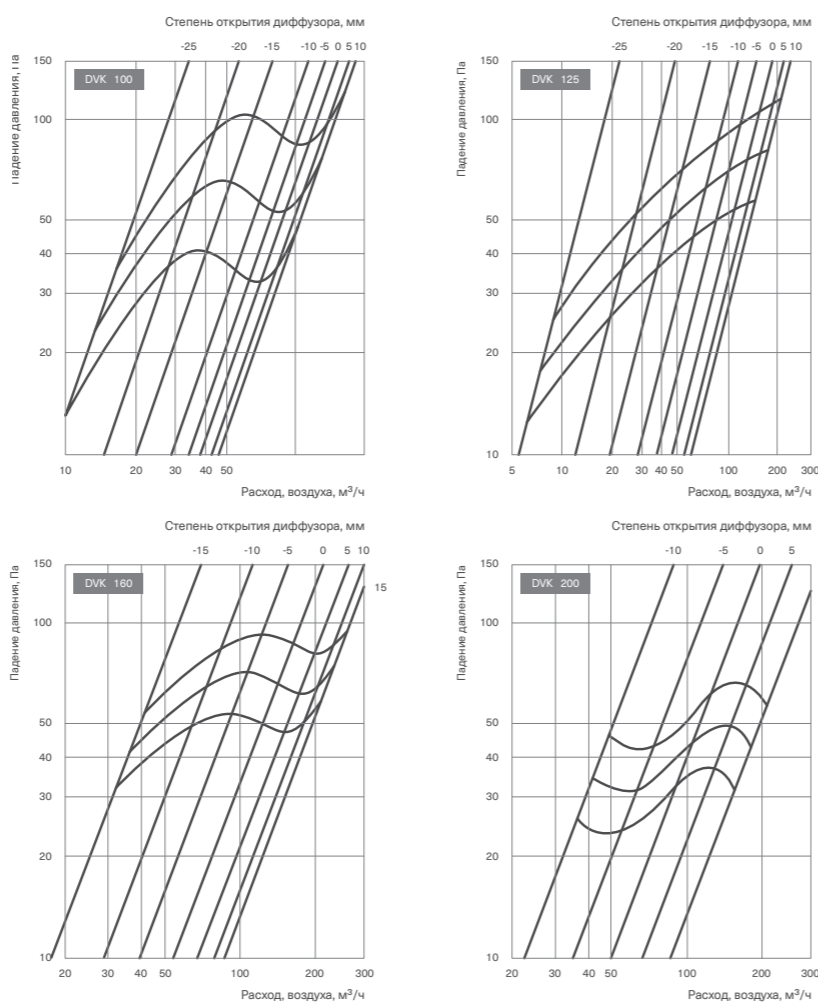 Степень открытия диффузора, мм
-25 -20 -15 -10 -5 0 5 10
Падение давления, Па
DVK 100
150
100
50
40
30
20
10
10 20 30 40 50
Расход, воздуха, м³/ч
Степень открытия диффузора, мм
-25 -20 -15 -10 -5 0 5 10
Падение давления, Па
DVK 125
150
100
50
40
30
20
10
5 10 20 30 40 50 100 200 300
Расход, воздуха, м³/ч
Степень открытия диффузора, мм
-15 -10 -5 0 5 10
15
Падение давления, Па
DVK 160
150
100
50
40
30
20
10
20 30 40 50 100 200 300
Расход, воздуха, м³/ч
Степень открытия диффузора, мм
-10 -5 0 5
Падение давления, Па
DVK 200
150
100
50
40
30
20
10
20 30 40 50 100 200 300
Расход, воздуха, м³/ч